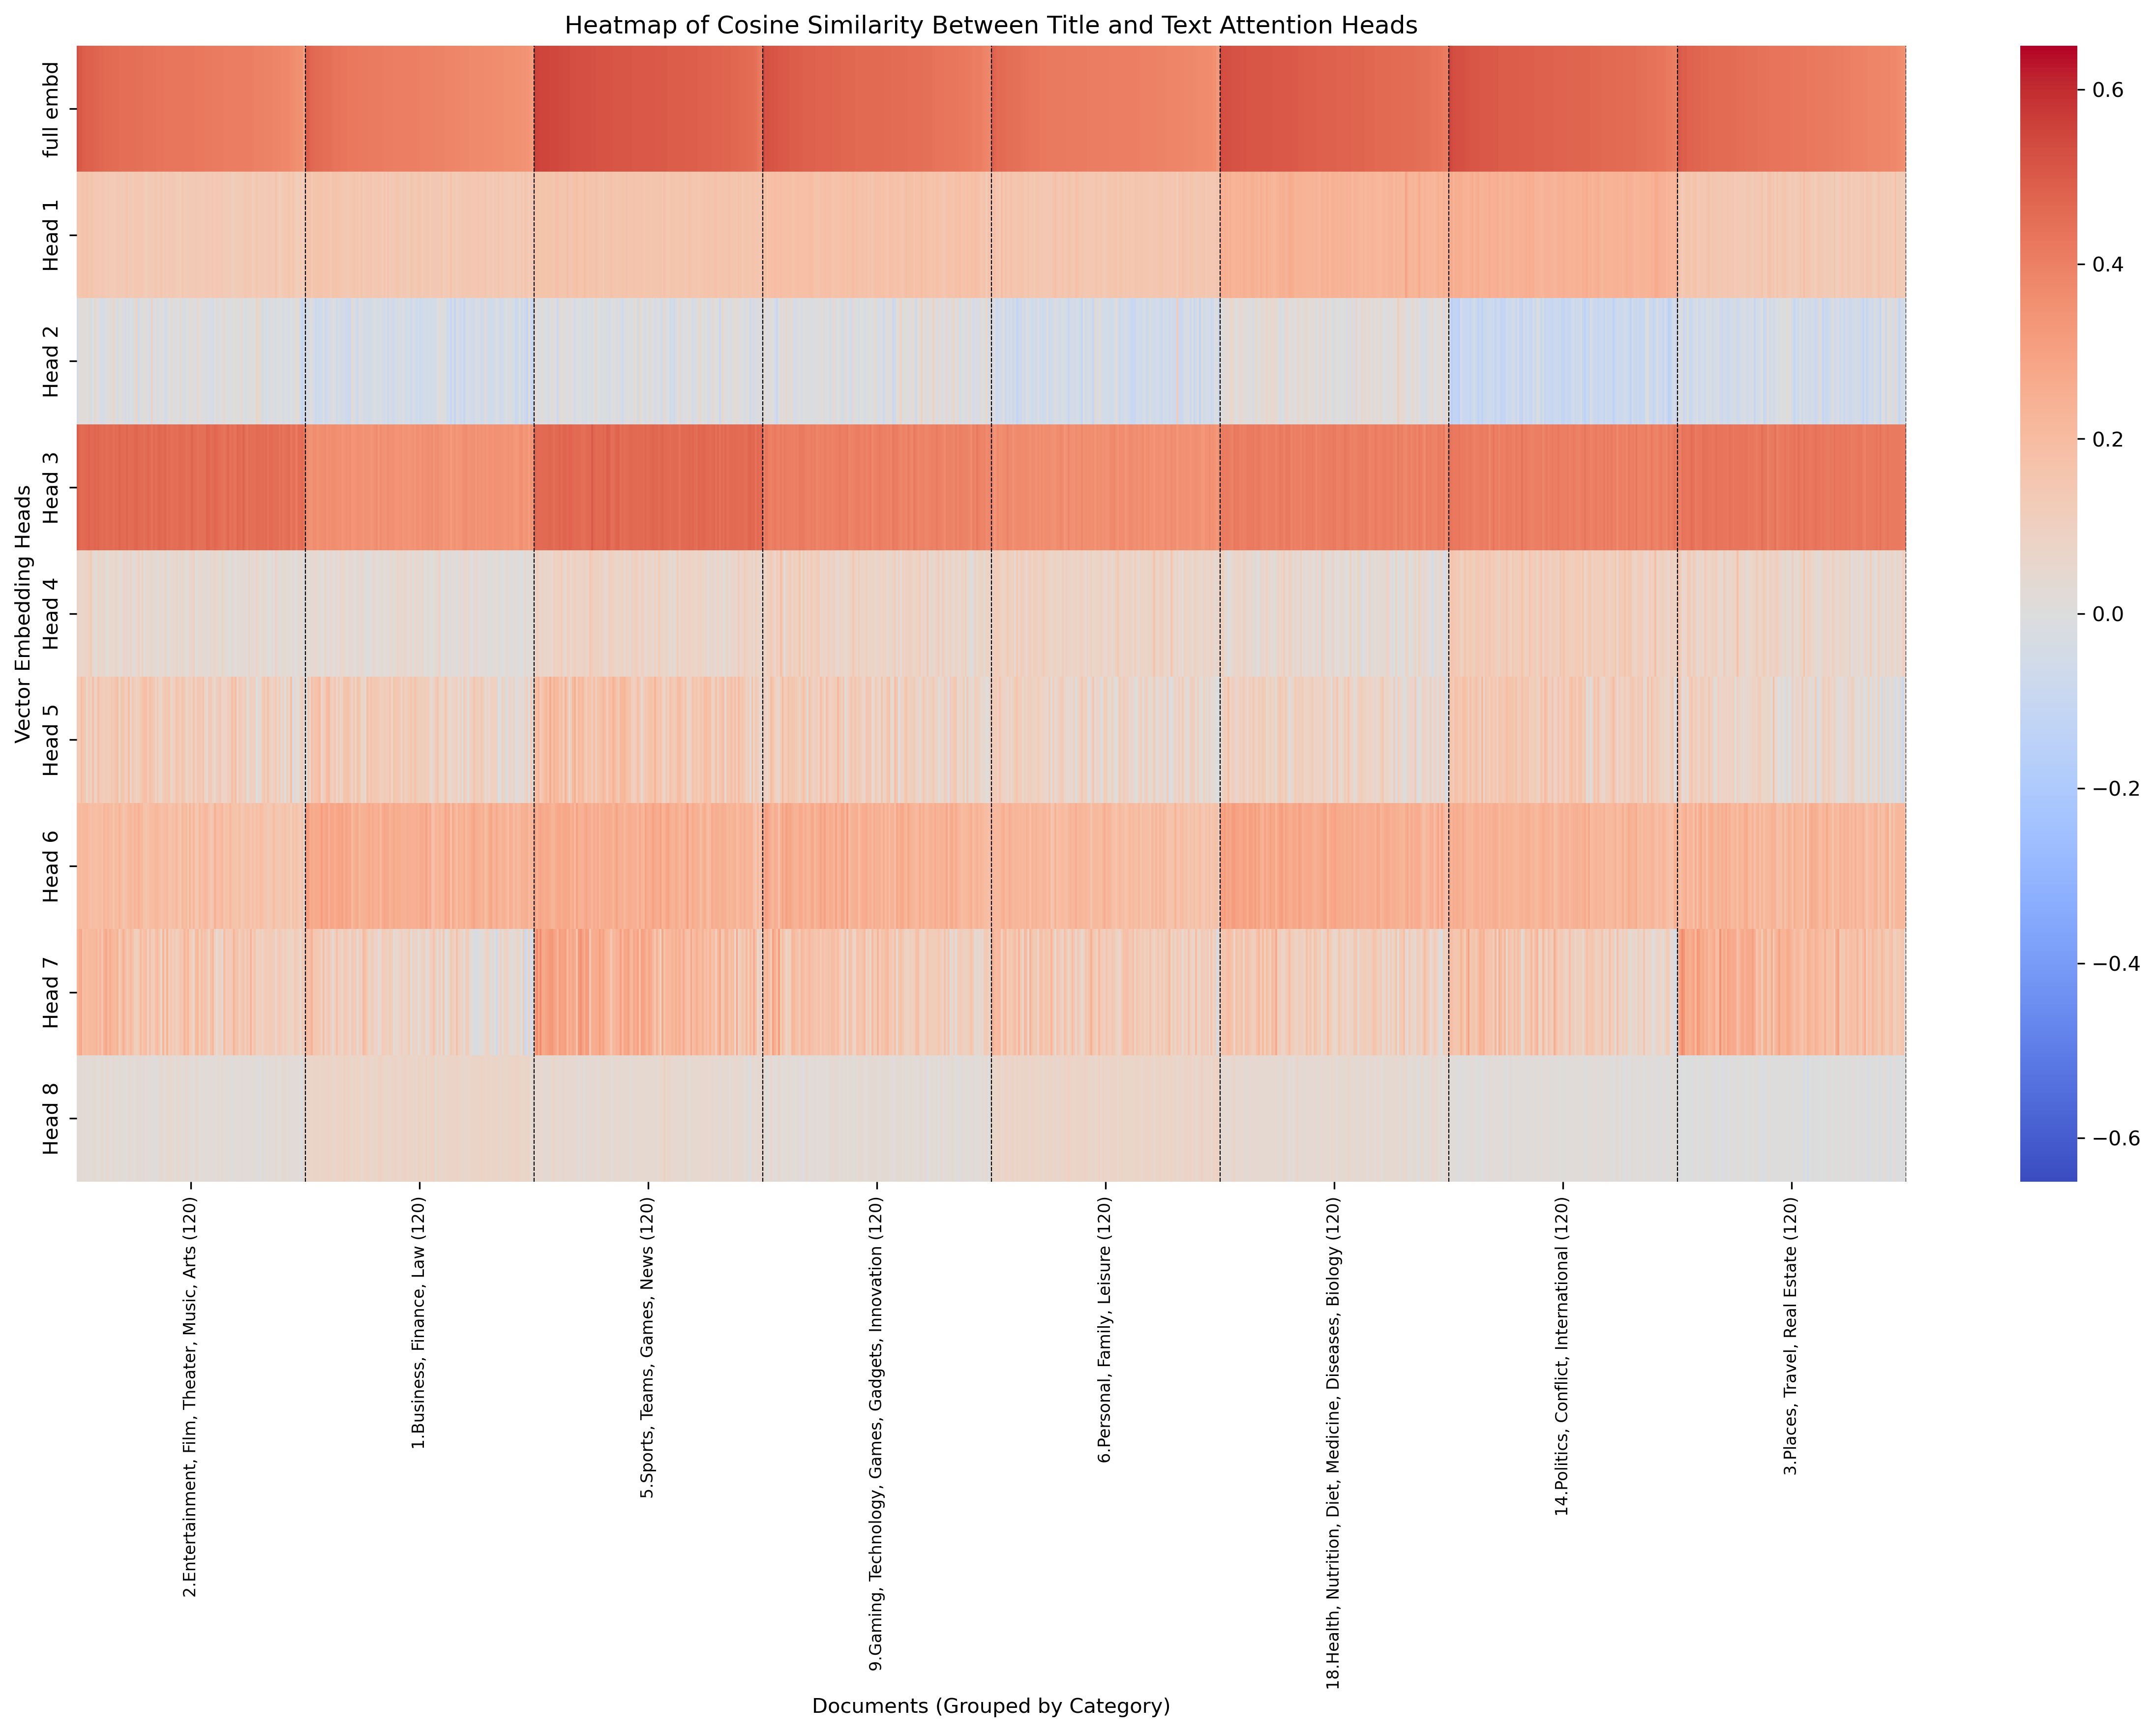 Heatmap of Cosine Similarity Between Title and Text Attention Heads
Vector Embedding Heads
full embd
Head 1
Head 2
Head 3
Head 4
Head 5
Head 6
Head 7
Head 8
2.Entertainment, Film, Theater, Music, Arts (120)
1.Business, Finance, Law (120)
5.Sports, Teams, Games, News (120)
9.Gaming, Technology, Games, Gadgets, Innovation (120)
6.Personal, Family, Leisure (120)
18.Health, Nutrition, Diet, Medicine, Diseases, Biology (120)
14.Politics, Conflict, International (120)
3.Places, Travel, Real Estate (120)
Documents (Grouped by Category)
0.6
0.4
0.2
0.0
−0.2
−0.4
−0.6